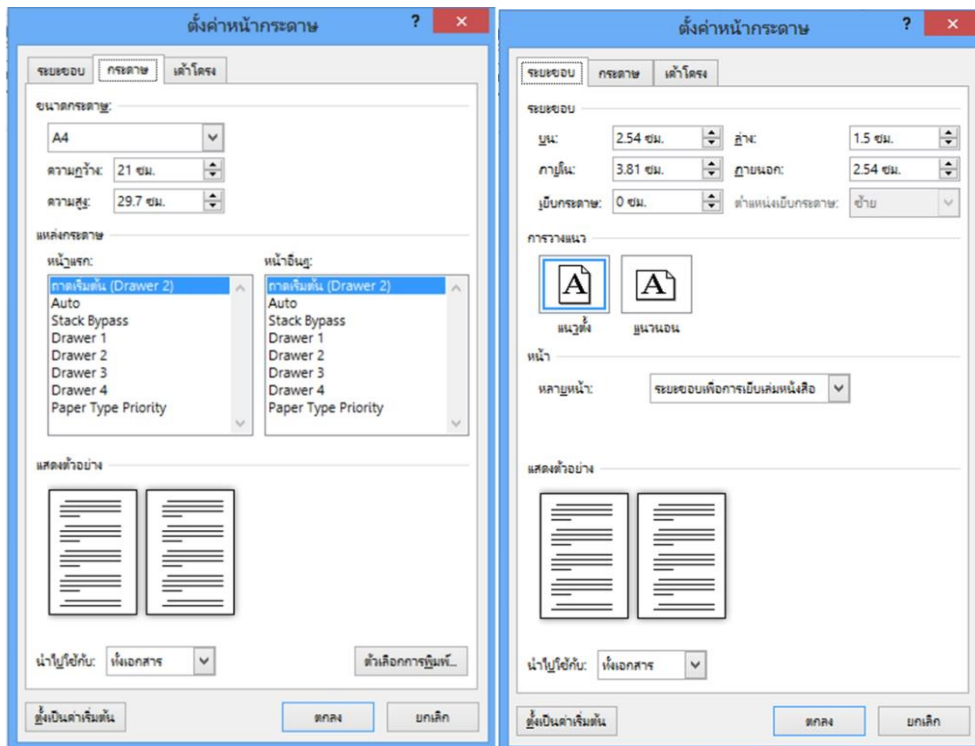 ตั้งค่าหน้ากระดาษ ? ×
ระยะขอบ กระดาษ เค้าโครง
ขนาดกระดาษ:
A4
ความกว้าง: 21 ซม.
ความสูง: 29.7 ซม.
แหล่งกระดาษ
หน้าแรก: หน้าอื่นๆ:
ถาดเริ่มต้น (Drawer 2) ถาดเริ่มต้น (Drawer 2)
Auto Auto
Stack Bypass Stack Bypass
Drawer 1 Drawer 1
Drawer 2 Drawer 2
Drawer 3 Drawer 3
Drawer 4 Drawer 4
Paper Type Priority Paper Type Priority
แสดงตัวอย่าง
นำไปใช้กับ: ทั้งเอกสาร ตัวเลือกการพิมพ์...
ตั้งเป็นค่าเริ่มต้น ตกลง ยกเลิก
ตั้งค่าหน้ากระดาษ ? ×
ระยะขอบ กระดาษ เค้าโครง
ระยะขอบ
บน: 2.54 ซม. ล่าง: 1.5 ซม.
ภายใน: 3.81 ซม. ภายนอก: 2.54 ซม.
เย็บกระดาษ: 0 ซม. ตำแหน่งเย็บกระดาษ: ซ้าย
การวางแนว
A A
แนวตั้ง แนวนอน
หน้า
หลายหน้า: ระยะขอบเพื่อการเย็บเล่มหนังสือ
แสดงตัวอย่าง
นำไปใช้กับ: ทั้งเอกสาร
ตั้งเป็นค่าเริ่มต้น ตกลง ยกเลิก